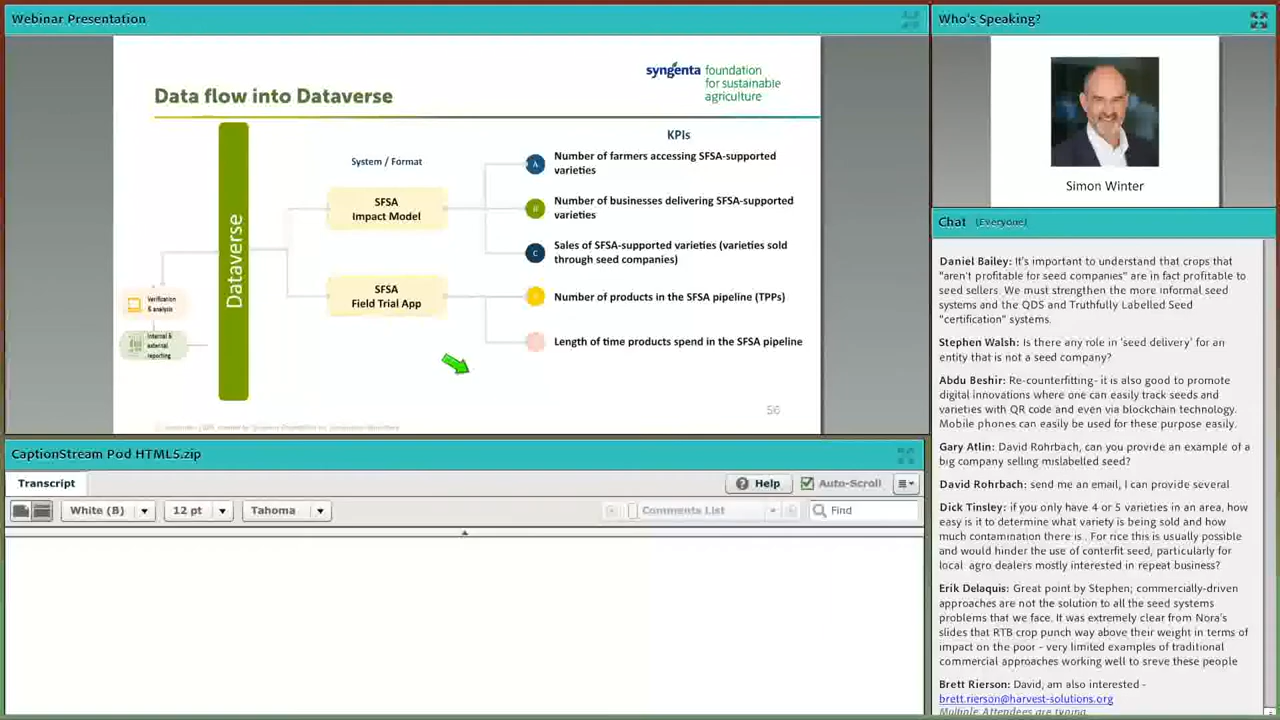 Webinar Presentation
syngenta foundation
for sustainable
agriculture
Data flow into Dataverse
KPIs
System / Format
Dataverse
SFSA
Impact Model
SFSA
Field Trial App
A
Number of farmers accessing SFSA-supported
varieties
Number of businesses delivering SFSA-supported
varieties
C
Sales of SFSA-supported varieties (varieties sold
through seed companies)
Number of products in the SFSA pipeline (TPPs)
Length of time products spend in the SFSA pipeline
Verification
& analysis
Internal &
external
reporting
56
CaptionStream Pod HTML5.zip
Transcript
Help
Auto-Scroll
White (B)
12 pt
Tahoma
Comments List
Find
Who's Speaking?
Simon Winter
Chat (Everyone)
Daniel Bailey: It's important to understand that crops that
"aren't profitable for seed companies" are in fact profitable to
seed sellers. We must strengthen the more informal seed
systems and the QDS and Truthfully Labelled Seed
"certification" systems.
Stephen Walsh: Is there any role in 'seed delivery' for an
entity that is not a seed company?
Abdu Beshir: Re-counterfitting- it is also good to promote
digital innovations where one can easily track seeds and
varieties with QR code and even via blockchain technology.
Mobile phones can easily be used for these purpose easily.
Gary Atlin: David Rohrbach, can you provide an example of a
big company selling mislabelled seed?
David Rohrbach: send me an email, I can provide several
Dick Tinsley: if you only have 4 or 5 varieties in an area, how
easy is it to determine what variety is being sold and how
much contamination there is . For rice this is usually possible
and would hinder the use of conterfit seed, particularly for
local agro dealers mostly interested in repeat business?
Erik Delaquis: Great point by Stephen; commercially-driven
approaches are not the solution to all the seed systems
problems that we face. It was extremely clear from Nora's
slides that RTB crop punch way above their weight in terms of
impact on the poor - very limited examples of traditional
commercial approaches working well to sreve these people
Brett Rierson: David, am also interested -
brett.rierson@harvest-solutions.org
Multiple Attendees are typing